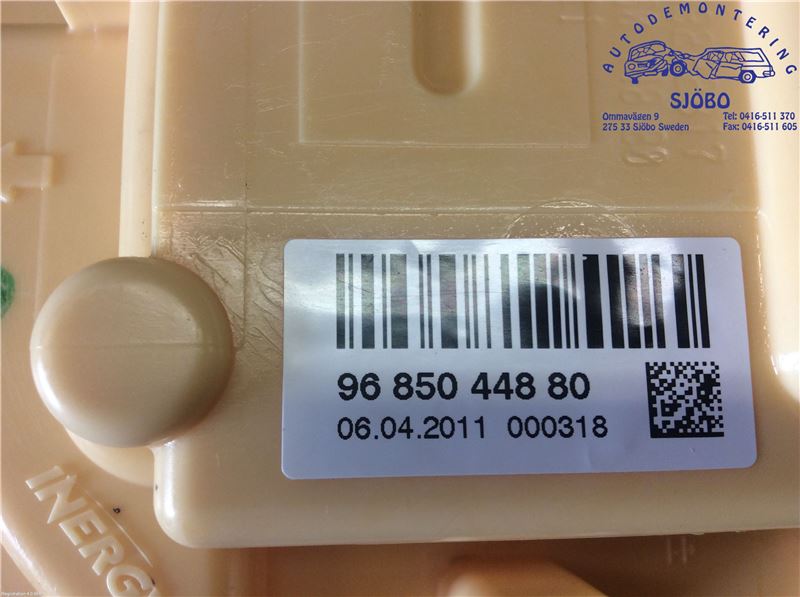 AUTODEMONTERING
SJÖBO
Ommavägen 9 Tel: 0416-511 370
275 33 Sjöbo Sweden Fax: 0416-511 605
96 850 448 80
06.04.2011 000318
INERGY